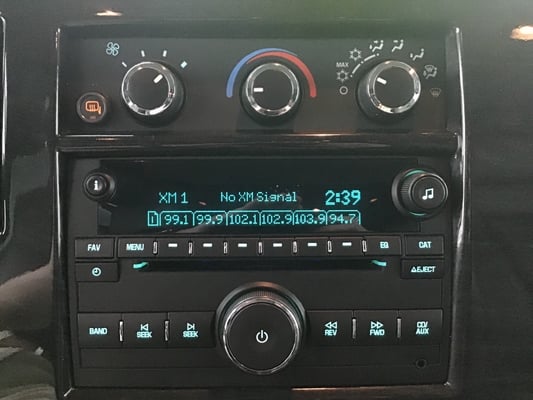 MAX
i
XM 1 No XM Signal 2:39
1 99.1 99.9 102.1 102.9 103.9 94.7
FAV MENU EQ CAT
EJECT
BAND SEEK SEEK REV FWD CD/
AUX